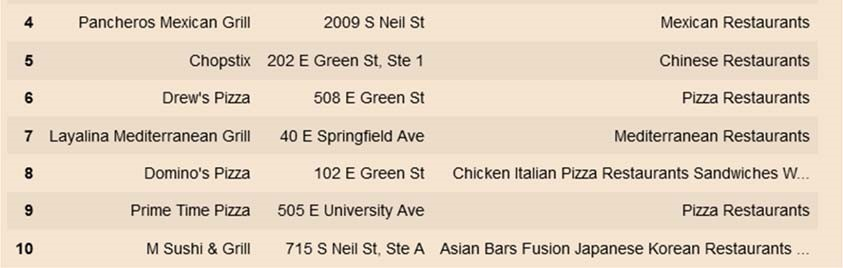 4 Pancheros Mexican Grill 2009 S Neil St Mexican Restaurants
5 Chopstix 202 E Green St, Ste 1 Chinese Restaurants
6 Drew's Pizza 508 E Green St Pizza Restaurants
7 Layalina Mediterranean Grill 40 E Springfield Ave Mediterranean Restaurants
8 Domino's Pizza 102 E Green St Chicken Italian Pizza Restaurants Sandwiches W...
9 Prime Time Pizza 505 E University Ave Pizza Restaurants
10 M Sushi & Grill 715 S Neil St, Ste A Asian Bars Fusion Japanese Korean Restaurants ...